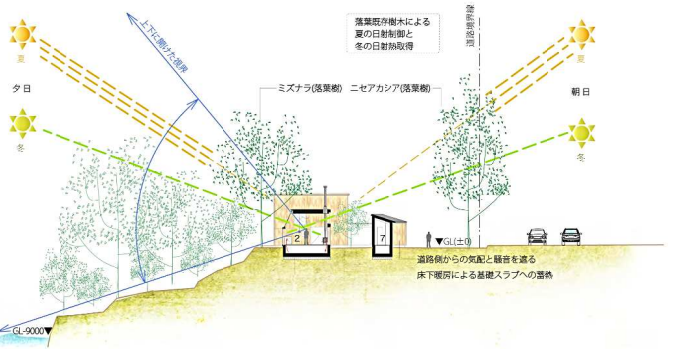 落葉既存樹木による
夏の日射制御と
冬の日射熱取得
道路境界線
上下に開けた視界
夏
夕日
冬
ミズナラ(落葉樹)
ニセアカシア(落葉樹)
夏
朝日
冬
2
7
▼GL(±0)
道路側からの気配と騒音を遮る
床下暖房による基礎スラブへの蓄熱
GL-9000▼